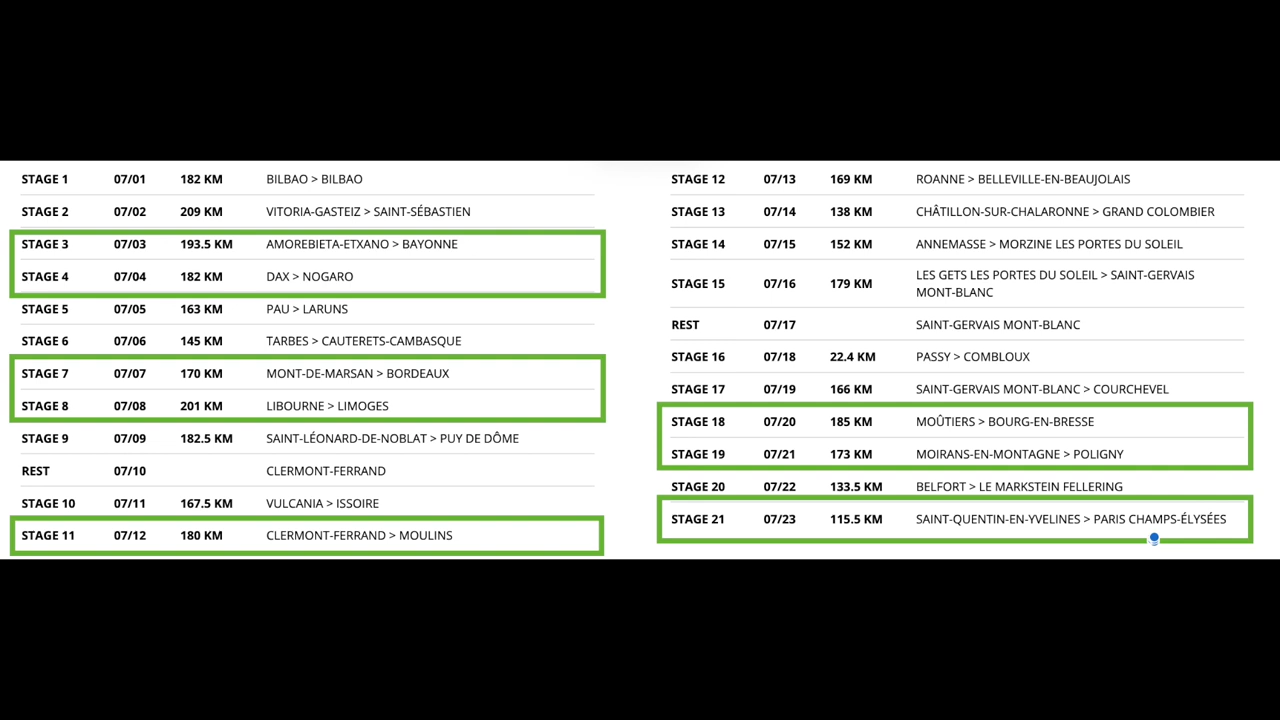 STAGE 1 07/01 182 KM BILBAO > BILBAO
STAGE 2 07/02 209 KM VITORIA-GASTEIZ > SAINT-SÉBASTIEN
STAGE 3 07/03 193.5 KM AMOREBIETA-ETXANO > BAYONNE
STAGE 4 07/04 182 KM DAX > NOGARO
STAGE 5 07/05 163 KM PAU > LARUNS
STAGE 6 07/06 145 KM TARBES > CAUTERETS-CAMBASQUE
STAGE 7 07/07 170 KM MONT-DE-MARSAN > BORDEAUX
STAGE 8 07/08 201 KM LIBOURNE > LIMOGES
STAGE 9 07/09 182.5 KM SAINT-LÉONARD-DE-NOBLAT > PUY DE DÔME
REST 07/10 CLERMONT-FERRAND
STAGE 10 07/11 167.5 KM VULCANIA > ISSOIRE
STAGE 11 07/12 180 KM CLERMONT-FERRAND > MOULINS
STAGE 12 07/13 169 KM ROANNE > BELLEVILLE-EN-BEAUJOLAIS
STAGE 13 07/14 138 KM CHÂTILLON-SUR-CHALARONNE > GRAND COLOMBIER
STAGE 14 07/15 152 KM ANNEMASSE > MORZINE LES PORTES DU SOLEIL
STAGE 15 07/16 179 KM LES GETS LES PORTES DU SOLEIL > SAINT-GERVAIS
MONT-BLANC
REST 07/17 SAINT-GERVAIS MONT-BLANC
STAGE 16 07/18 22.4 KM PASSY > COMBLOUX
STAGE 17 07/19 166 KM SAINT-GERVAIS MONT-BLANC > COURCHEVEL
STAGE 18 07/20 185 KM MOÛTIERS > BOURG-EN-BRESSE
STAGE 19 07/21 173 KM MOIRANS-EN-MONTAGNE > POLIGNY
STAGE 20 07/22 133.5 KM BELFORT > LE MARKSTEIN FELLERING
STAGE 21 07/23 115.5 KM SAINT-QUENTIN-EN-YVELINES > PARIS CHAMPS-ÉLYSÉES